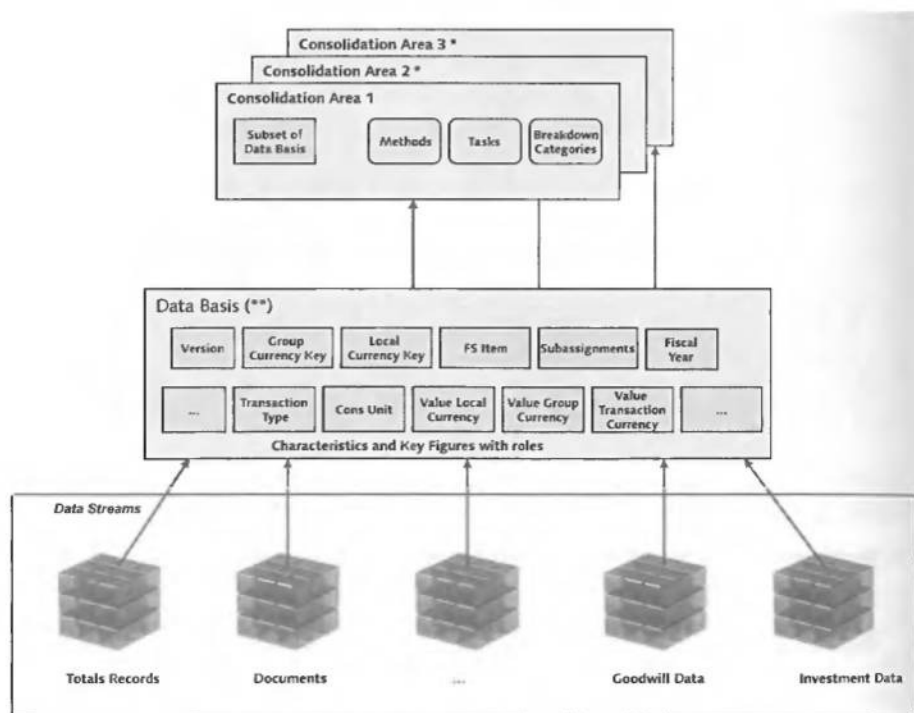 Consolidation Area 3 *
Consolidation Area 2 *
Consolidation Area 1
Subset of
Data Basis
Methods
Tasks
Breakdown
Categories
Data Basis (**)
Version
Group
Currency Key
Local
Currency Key
FS Item
Subassignments
Fiscal
Year
...
Transaction
Type
Cons Unit
Value Local
Currency
Value Group
Currency
Value
Transaction
Currency
...
Characteristics and Key Figures with roles
Data Streams
Totals Records
Documents
...
Goodwill Data
Investment Data